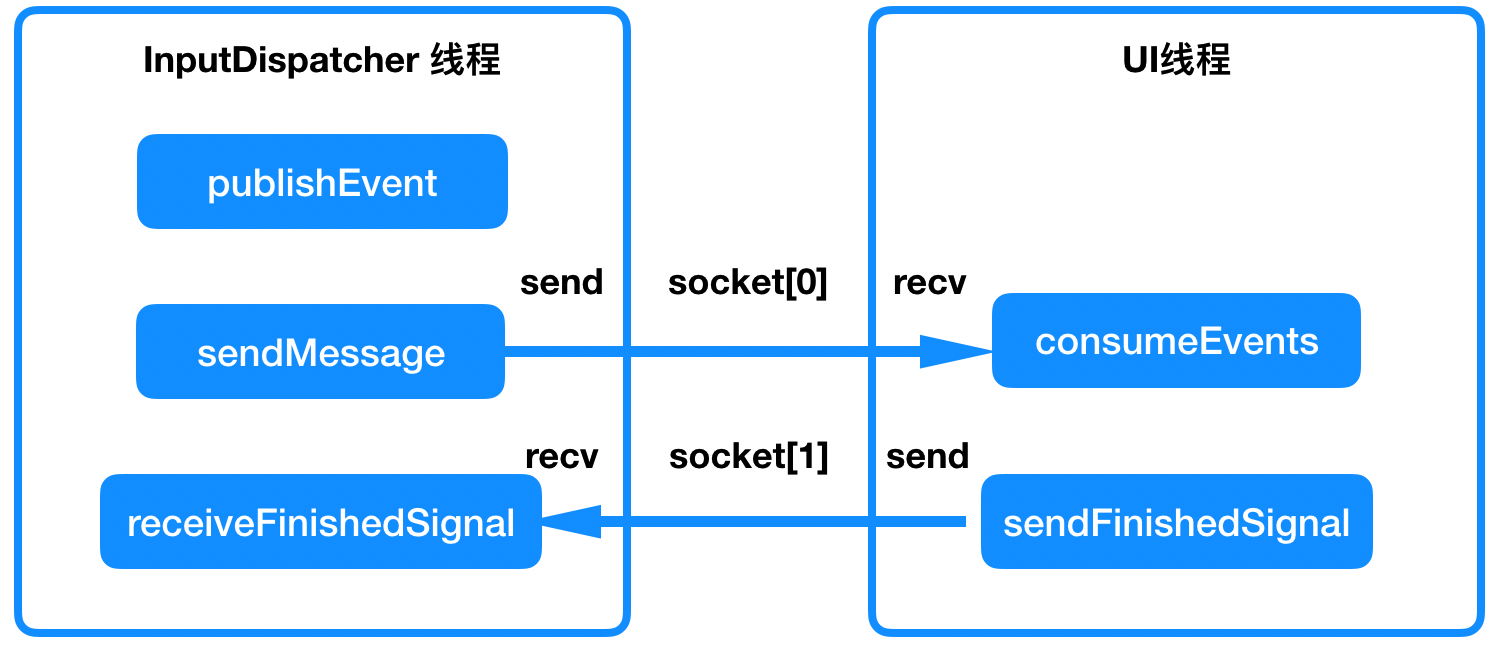 InputDispatcher 线程
publishEvent
sendMessage
receiveFinishedSignal
send
socket[0]
recv
recv
socket[1]
send
UI线程
consumeEvents
sendFinishedSignal